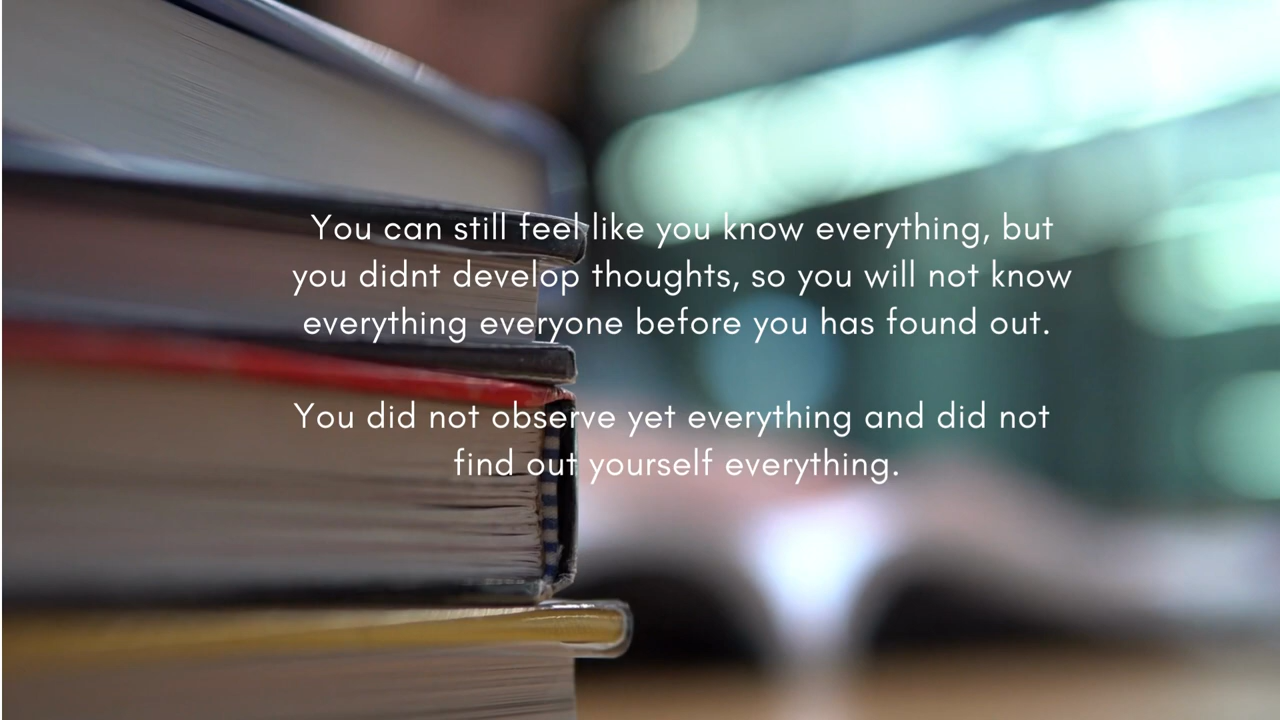 You can still feel like you know everything, but
you didnt develop thoughts, so you will not know
everything everyone before you has found out.
You did not observe yet everything and did not
find out yourself everything.